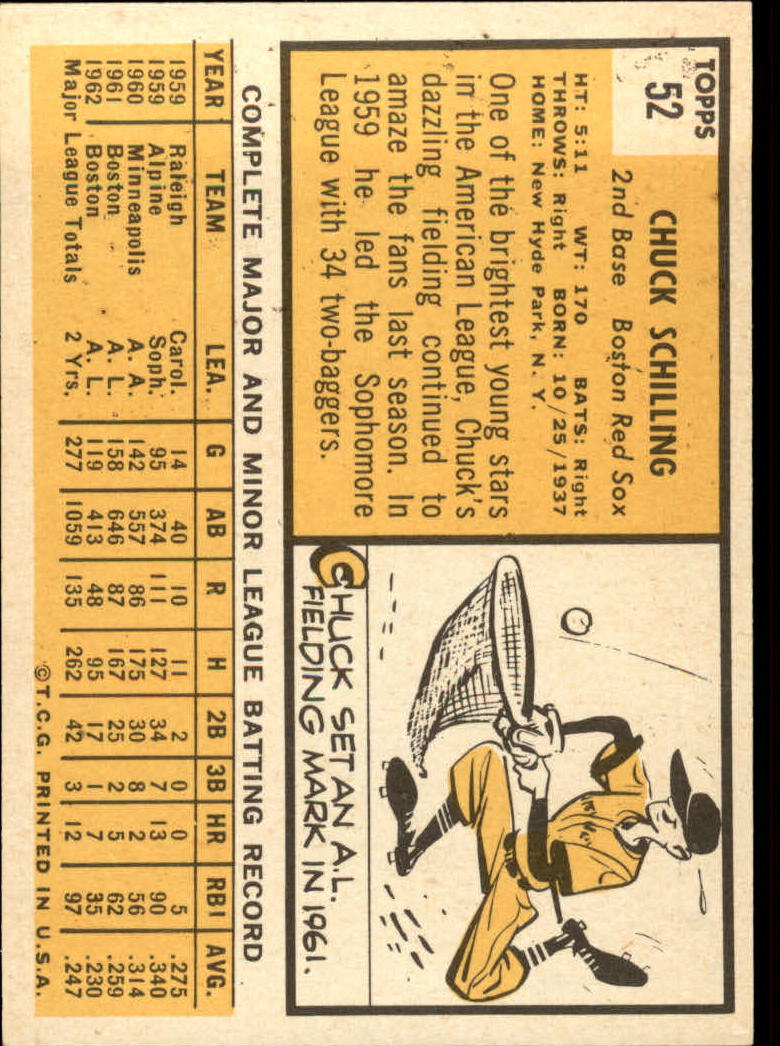 TOPPS
52
CHUCK SCHILLING
2nd Base Boston Red Sox
HT: 5:11 WT: 170 BATS: Right
THROWS: Right BORN: 10/25/1937
HOME: New Hyde Park, N. Y.
One of the brightest young stars
in the American League, Chuck's
dazzling fielding continued to
amaze the fans last season. In
1959 he led the Sophomore
League with 34 two-baggers.
CHUCK SET AN A.L.
FIELDING MARK IN 1961.
COMPLETE MAJOR AND MINOR LEAGUE BATTING RECORD
YEAR TEAM LEA. G AB R H 2B 3B HR RBI AVG.
1959 Raleigh Carol. 14 40 10 11 2 0 0 5 .275
1959 Alpine Soph. 95 374 111 127 34 7 13 90 .340
1960 Minneapolis A. A. 142 557 86 175 30 8 2 56 .314
1961 Boston A. L. 158 646 87 167 25 2 5 62 .259
1962 Boston A. L. 119 413 48 95 17 1 7 35 .230
Major League Totals 2 Yrs. 277 1059 135 262 42 3 12 97 .247
©T.C.G. PRINTED IN U.S.A.